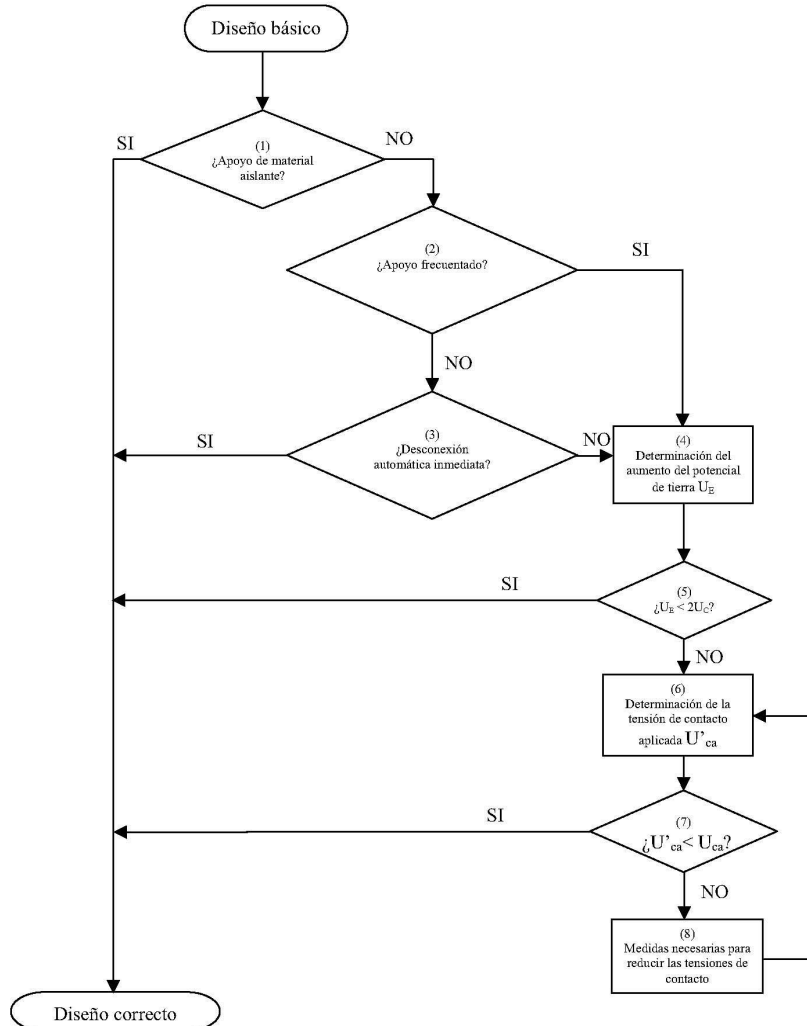 Diseño básico
SI
NO
(1)
¿Apoyo de material
aislante?
(2)
¿Apoyo frecuentado?
SI
NO
SI
(3)
¿Desconexión
automática inmediata?
NO
(4)
Determinación del
aumento del potencial
de tierra U_E
SI
(5)
¿U_E < 2U_C?
NO
(6)
Determinación de la
tensión de contacto
aplicada U'_ca
SI
(7)
¿U'_ca< U_ca?
NO
(8)
Medidas necesarias para
reducir las tensiones de
contacto
Diseño correcto